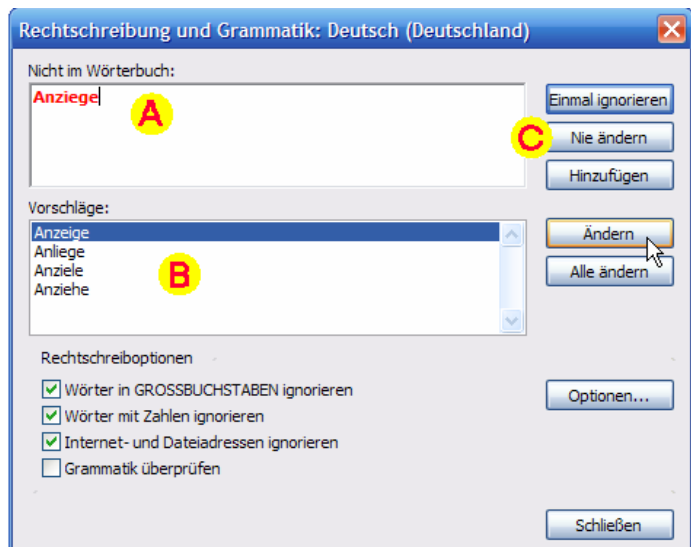 Rechtschreibung und Grammatik: Deutsch (Deutschland)
Nicht im Wörterbuch:
Anziege
A
Einmal ignorieren
C
Nie ändern
Hinzufügen
Vorschläge:
Anzeige
Anliege
Anziele
Anziehe
B
Ändern
Alle ändern
Rechtschreiboptionen
Wörter in GROSSBUCHSTABEN ignorieren
Wörter mit Zahlen ignorieren
Internet- und Dateiadressen ignorieren
Grammatik überprüfen
Optionen...
Schließen